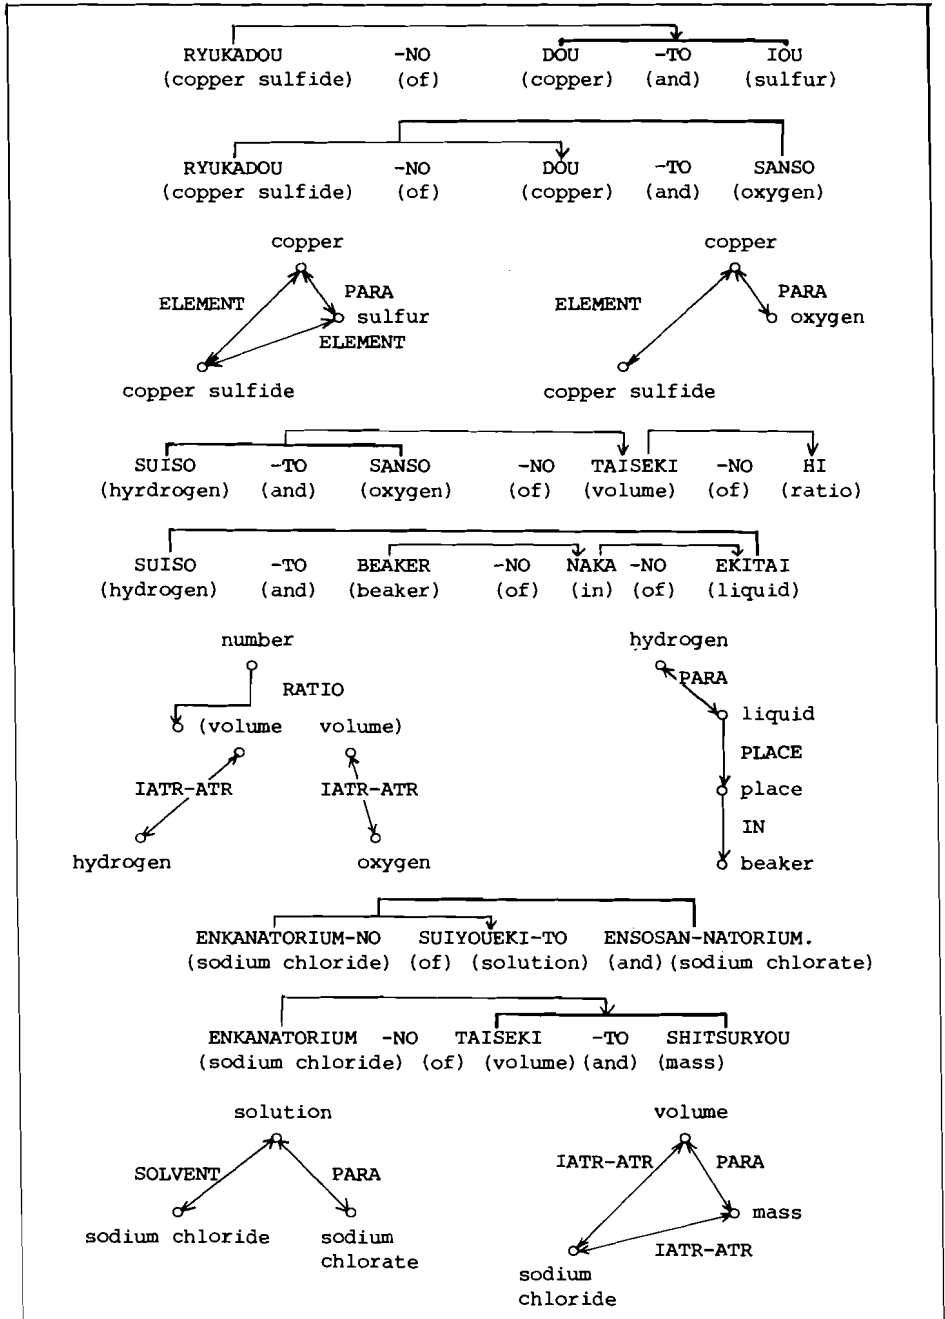 RYUKADOU -NO DOU -TO IOU
(copper sulfide) (of) (copper) (and) (sulfur)
RYUKADOU -NO DOU -TO SANSO
(copper sulfide) (of) (copper) (and) (oxygen)
copper copper
ELEMENT PARA ELEMENT PARA
sulfur oxygen
ELEMENT
copper sulfide copper sulfide
SUISO -TO SANSO -NO TAISEKI -NO HI
(hyrdrogen) (and) (oxygen) (of) (volume) (of) (ratio)
SUISO -TO BEAKER -NO NAKA -NO EKITAI
(hydrogen) (and) (beaker) (of) (in) (of) (liquid)
number hydrogen
RATIO PARA
(volume volume) liquid
PLACE
IATR-ATR IATR-ATR place
IN
hydrogen oxygen beaker
ENKANATORIUM-NO SUIYOUEKI-TO ENSOSAN-NATORIUM.
(sodium chloride) (of) (solution) (and) (sodium chlorate)
ENKANATORIUM -NO TAISEKI -TO SHITSURYOU
(sodium chloride) (of) (volume) (and) (mass)
solution volume
SOLVENT PARA IATR-ATR PARA
mass
sodium chloride sodium
chlorate
IATR-ATR
sodium
chloride